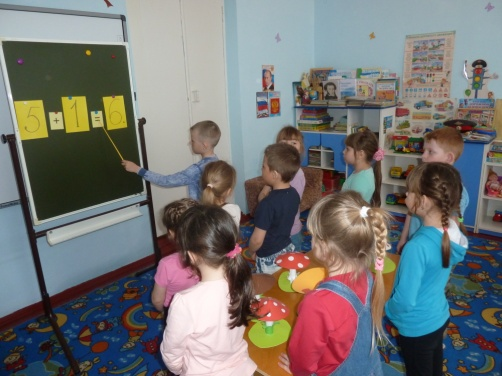 5 + 1 = 6